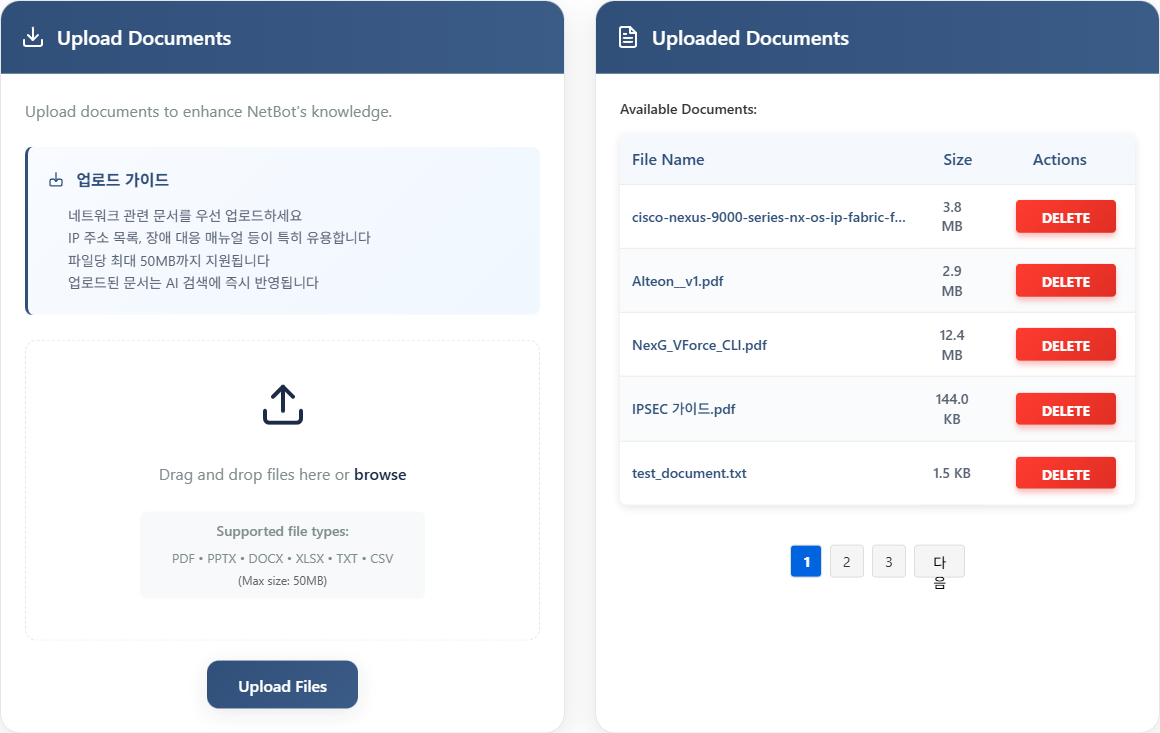 Upload Documents
Upload documents to enhance NetBot's knowledge.
업로드 가이드
네트워크 관련 문서를 우선 업로드하세요
IP 주소 목록, 장애 대응 매뉴얼 등이 특히 유용합니다
파일당 최대 50MB까지 지원됩니다
업로드된 문서는 AI 검색에 즉시 반영됩니다
Drag and drop files here or browse
Supported file types:
PDF • PPTX • DOCX • XLSX • TXT • CSV
(Max size: 50MB)
Upload Files
Uploaded Documents
Available Documents:
File Name Size Actions
cisco-nexus-9000-series-nx-os-ip-fabric-f... 3.8 MB DELETE
Alteon__v1.pdf 2.9 MB DELETE
NexG_VForce_CLI.pdf 12.4 MB DELETE
IPSEC 가이드.pdf 144.0 KB DELETE
test_document.txt 1.5 KB DELETE
1 2 3 다음